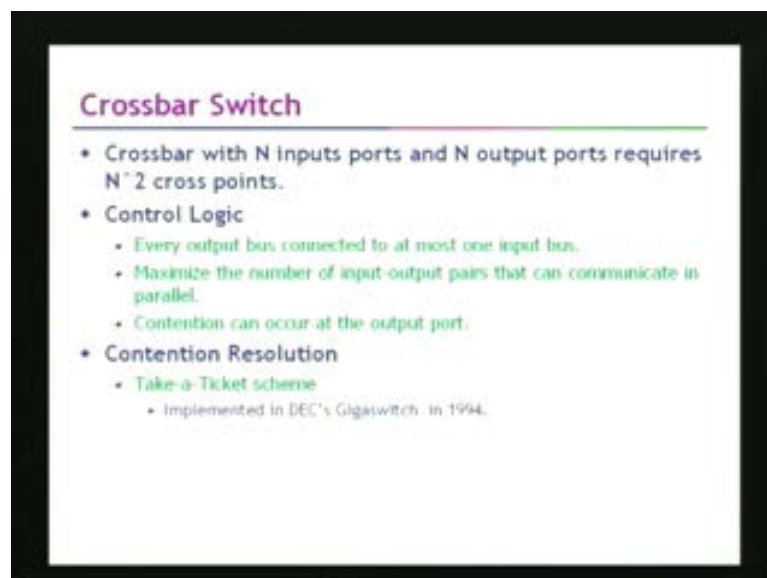 Crossbar Switch
• Crossbar with N inputs ports and N output ports requires
N^2 cross points.
• Control Logic
• Every output bus connected to at most one input bus.
• Maximize the number of input-output pairs that can communicate in
parallel.
• Contention can occur at the output port.
• Contention Resolution
• Take-a-Ticket scheme
• Implemented in DEC's Gigaswitch in 1994.